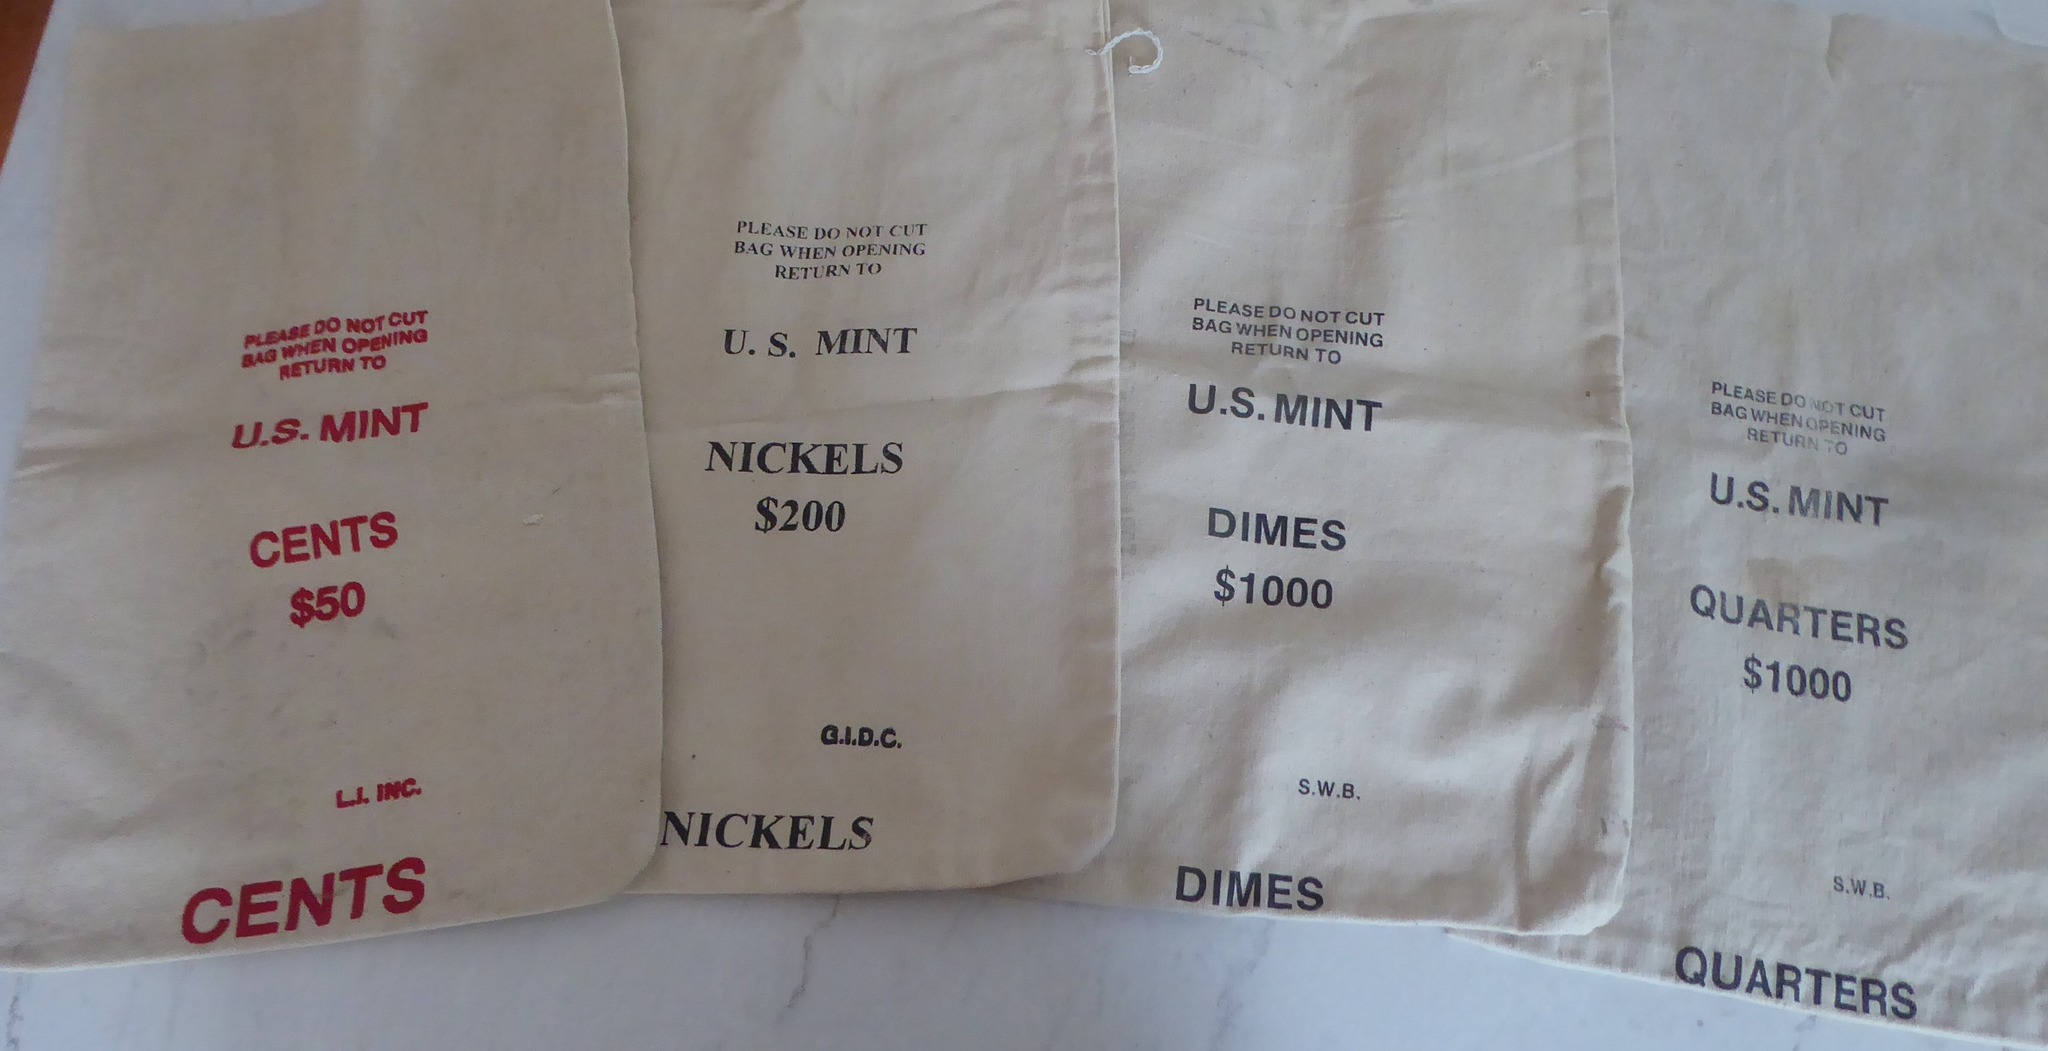 PLEASE DO NOT CUT
BAG WHEN OPENING
RETURN TO
U.S. MINT
CENTS
$50
L.I. INC.
CENTS
PLEASE DO NOT CUT
BAG WHEN OPENING
RETURN TO
U. S. MINT
NICKELS
$200
G.I.D.C.
NICKELS
PLEASE DO NOT CUT
BAG WHEN OPENING
RETURN TO
U.S. MINT
DIMES
$1000
S.W.B.
DIMES
PLEASE DO NOT CUT
BAG WHEN OPENING
RETURN TO
U.S. MINT
QUARTERS
$1000
S.W.B.
QUARTERS